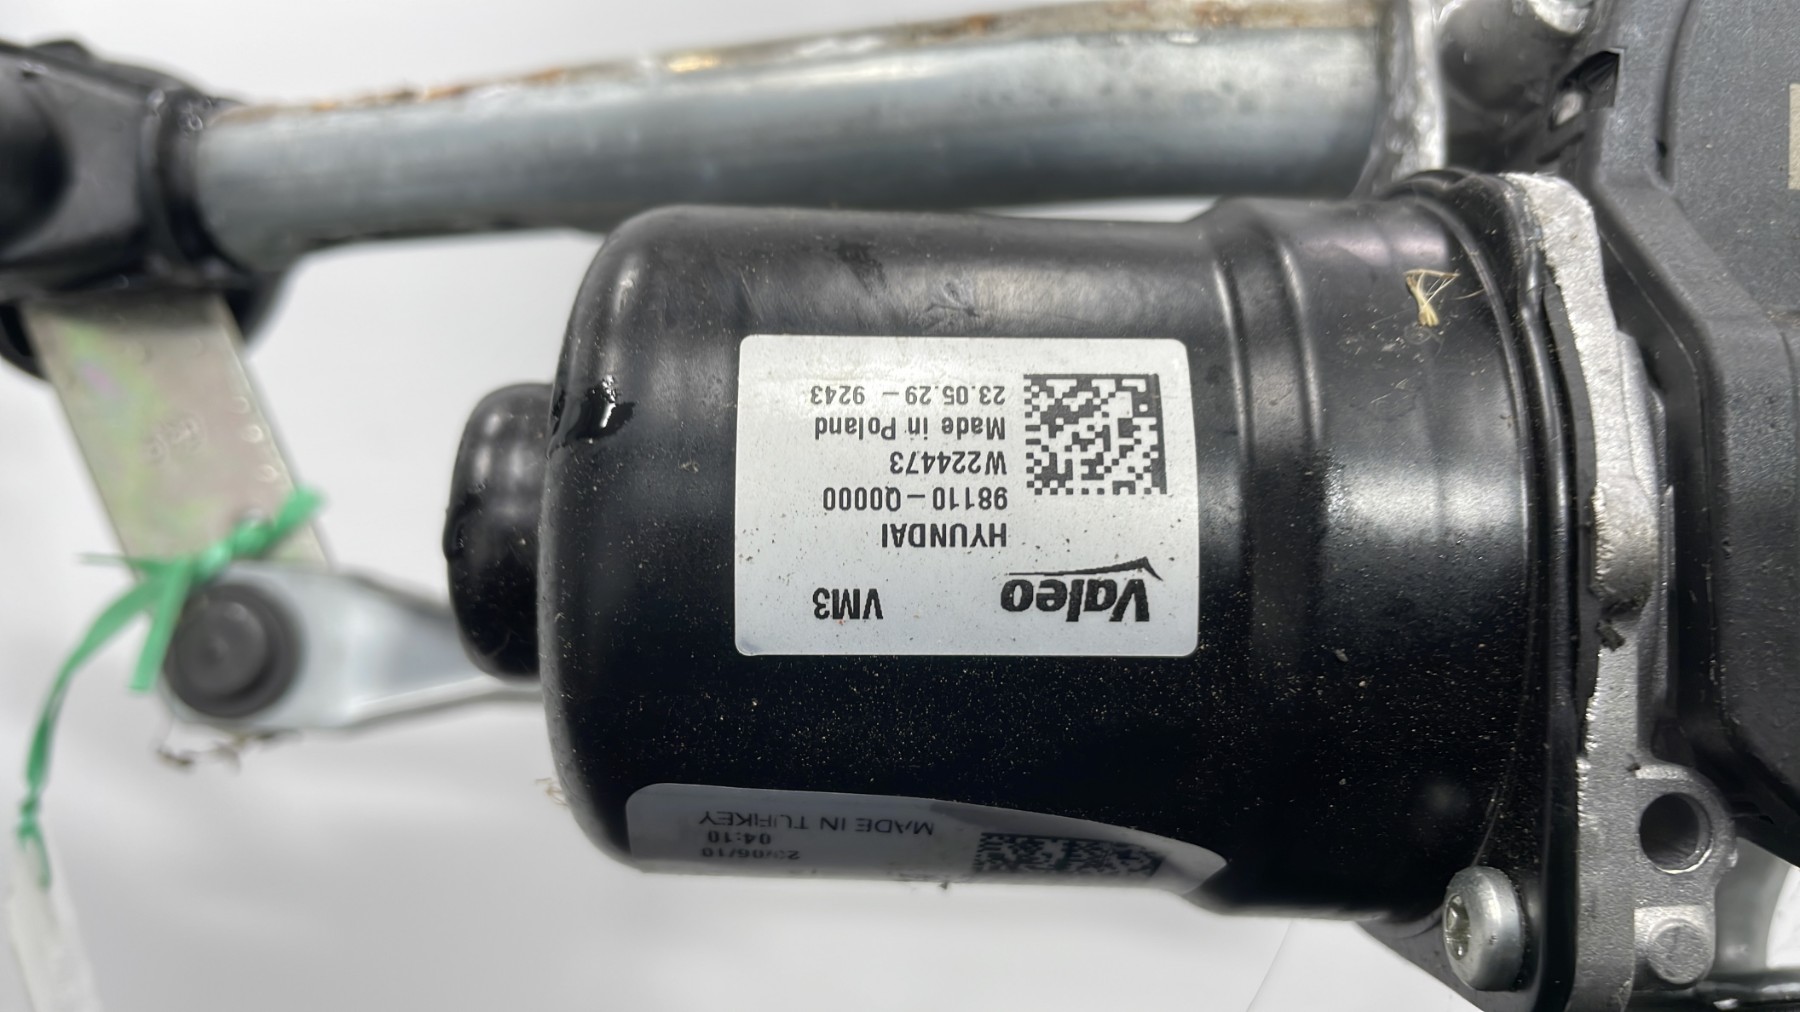 Valeo VM3
HYUNDAI
98110-Q0000
W224473
Made in Poland
23.05.29 - 9243
04:10
MADE IN TURKEY